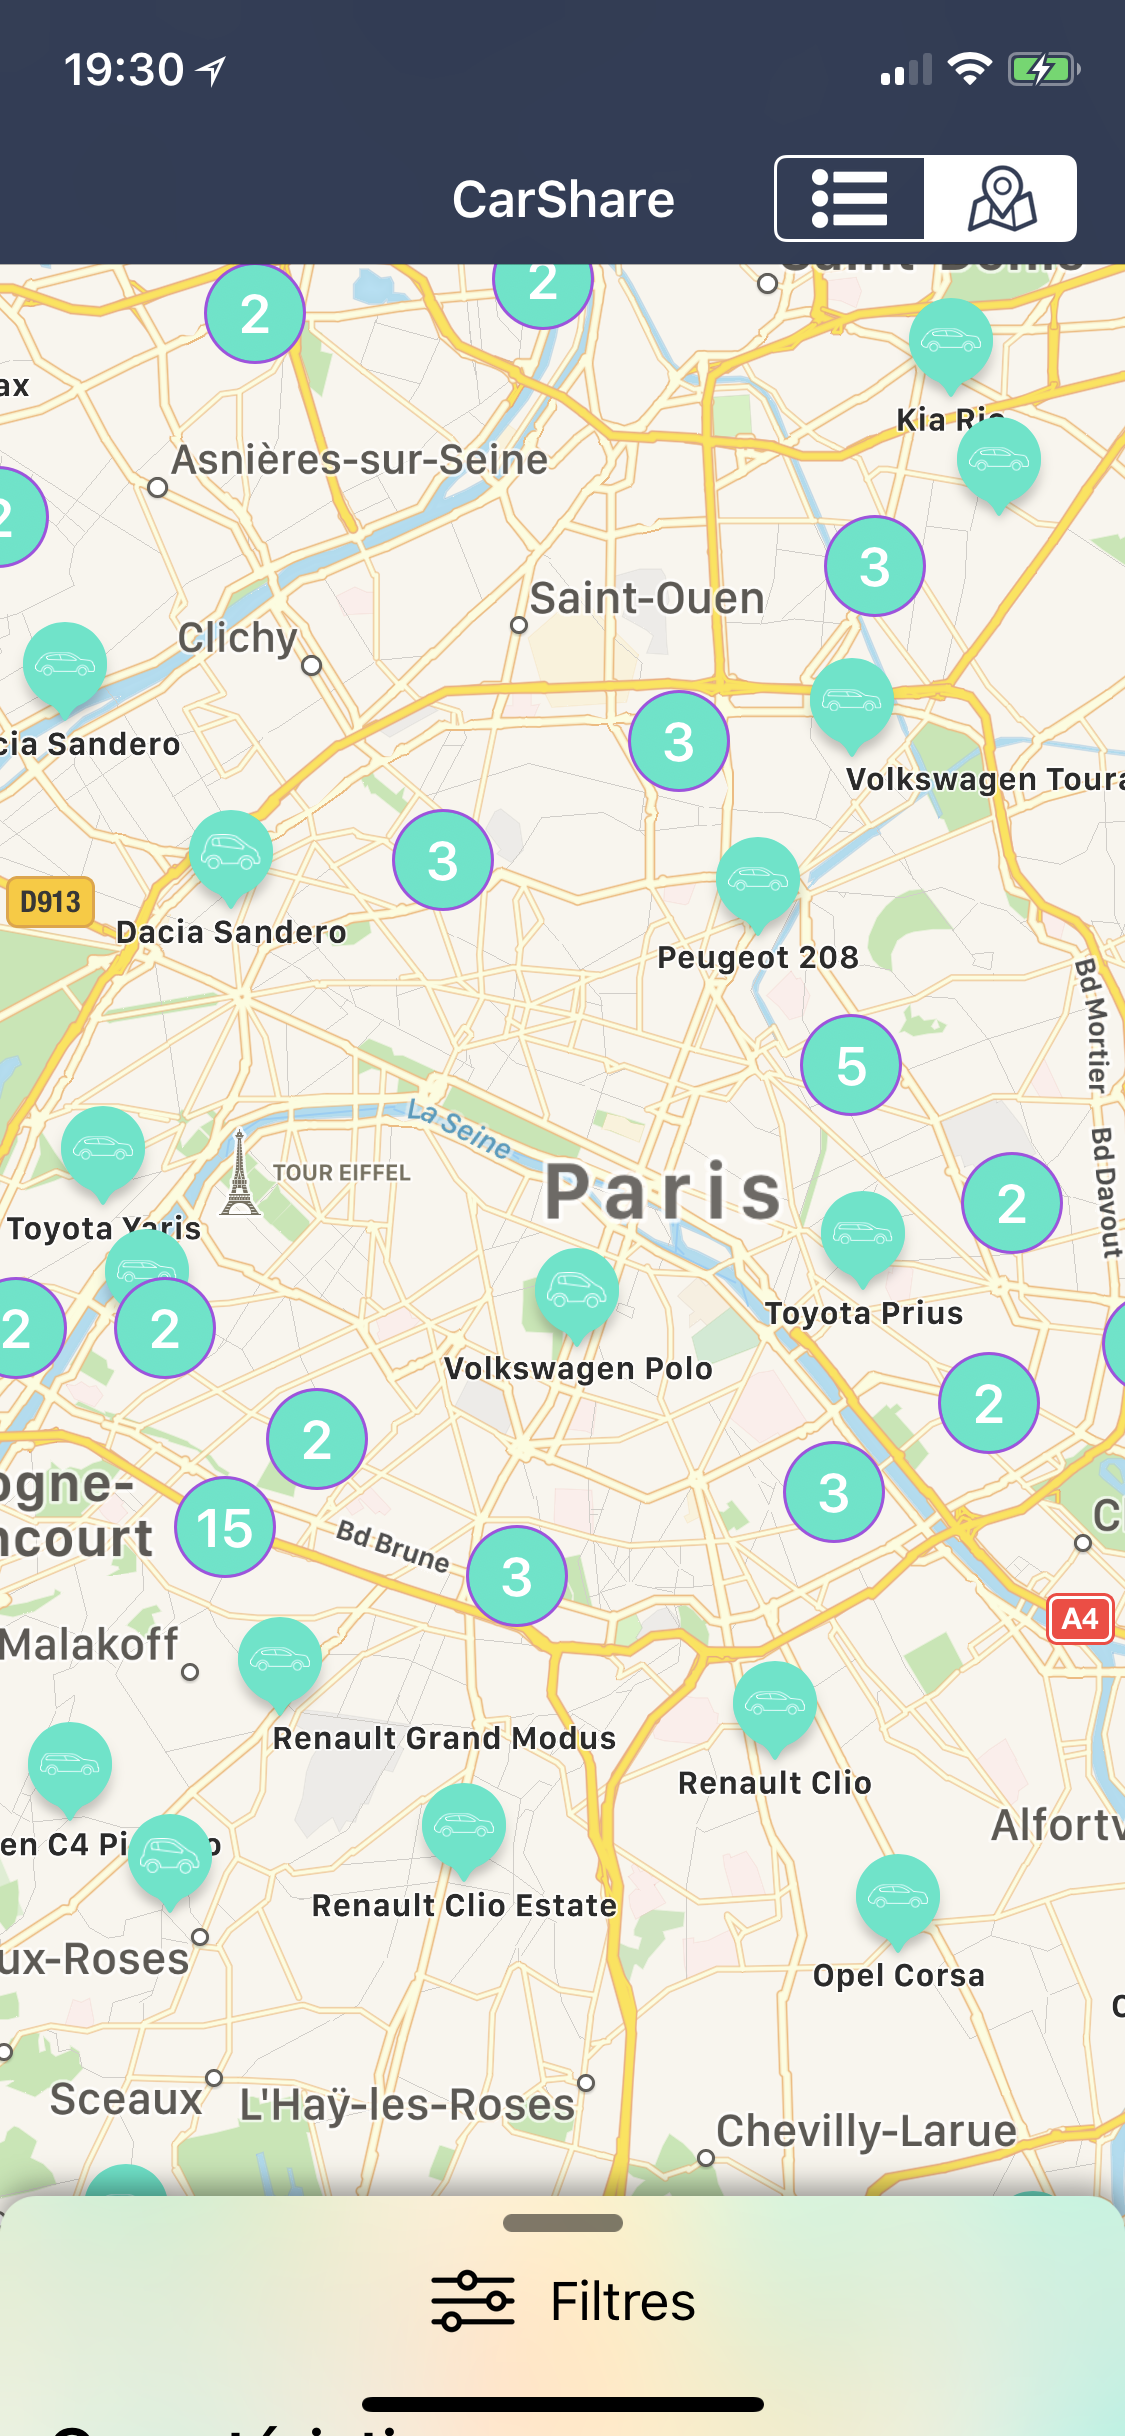 19:30
CarShare
2
2
ax
Kia Rio
Asnières-sur-Seine
2
3
Saint-Ouen
Clichy
cia Sandero
3
Volkswagen Toura
3
D913
Dacia Sandero
Peugeot 208
Bd Mortier
5
La Seine
Bd Davout
TOUR EIFFEL
Paris
2
Toyota Yaris
Toyota Prius
2
2
Volkswagen Polo
2
2
ogne-
ncourt
15
3
C
Bd Brune
3
A4
Malakoff
Renault Grand Modus
Renault Clio
en C4 Pi o
Alfortv
Renault Clio Estate
ux-Roses
Opel Corsa
Sceaux
L'Haÿ-les-Roses
Chevilly-Larue
Filtres